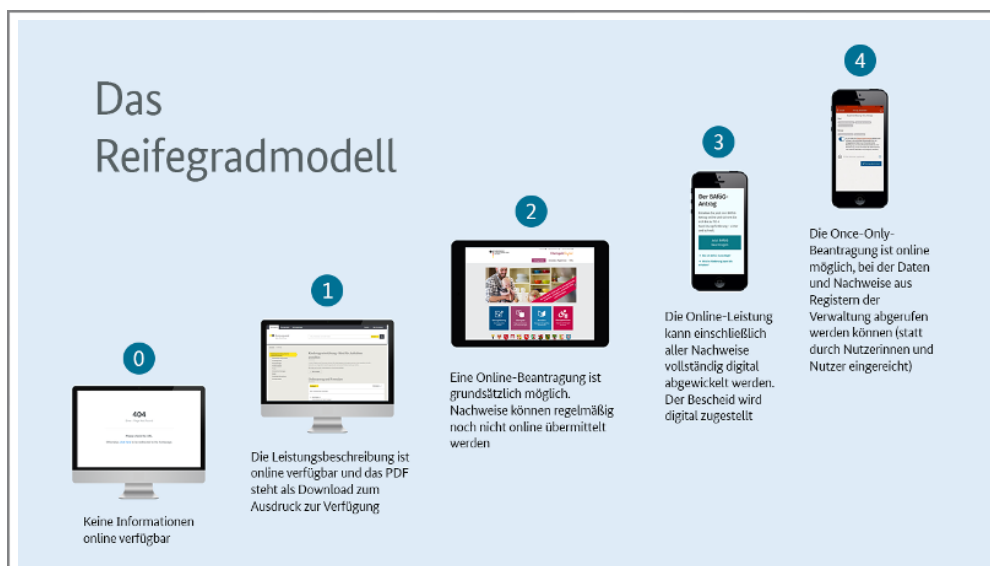 Das
Reifegradmodell
0
404
Keine Informationen
online verfügbar
1
Die Leistungsbeschreibung ist
online verfügbar und das PDF
steht als Download zum
Ausdruck zur Verfügung
2
Eine Online-Beantragung ist
grundsätzlich möglich.
Nachweise können regelmäßig
noch nicht online übermittelt
werden
3
Der BAföG-
Antrag
Die Online-Leistung
kann einschließlich
aller Nachweise
vollständig digital
abgewickelt werden.
Der Bescheid wird
digital zugestellt
4
Die Once-Only-
Beantragung ist online
möglich, bei der Daten
und Nachweise aus
Registern der
Verwaltung abgerufen
werden können (statt
durch Nutzerinnen und
Nutzer eingereicht)